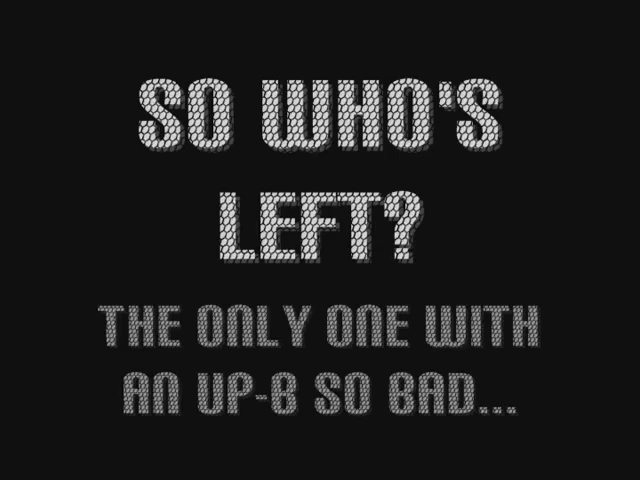 SO WHO'S
LEFT?
THE ONLY ONE WITH
AN UP-B SO BAD...